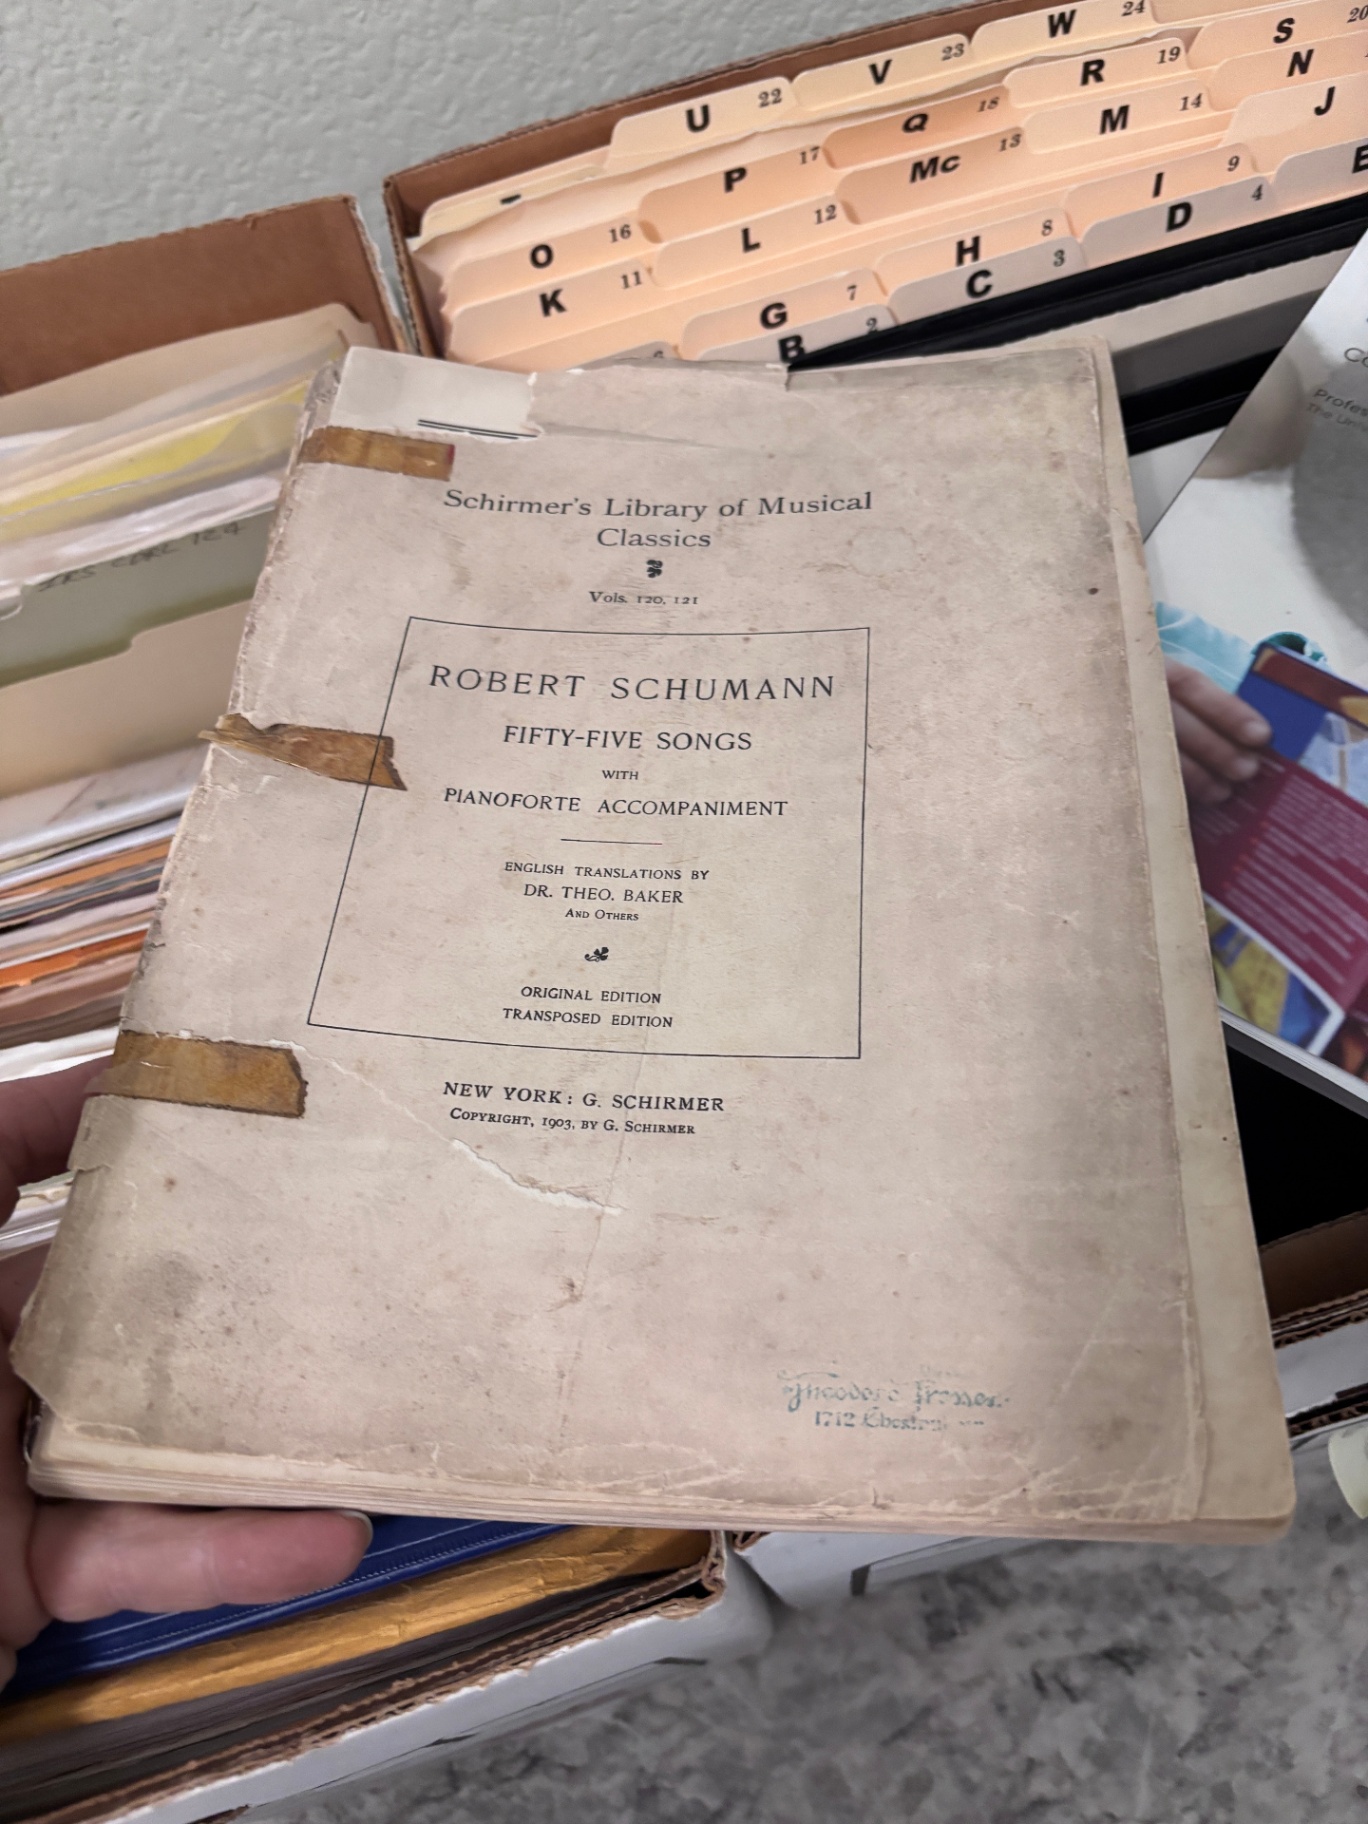 W 24
S 20
V 23
R 19
N
U 22
Q 18
M 14
J
P 17
Mc 13
I 9
E
O 16
L 12
D 4
K 11
H 8
C 3
G 7
B 2
Schirmer's Library of Musical
Classics
Vols. 120, 121
ROBERT SCHUMANN
FIFTY-FIVE SONGS
WITH
PIANOFORTE ACCOMPANIMENT
ENGLISH TRANSLATIONS BY
DR. THEO. BAKER
AND OTHERS
ORIGINAL EDITION
TRANSPOSED EDITION
NEW YORK: G. SCHIRMER
COPYRIGHT, 1903, BY G. SCHIRMER
Theodore
1712